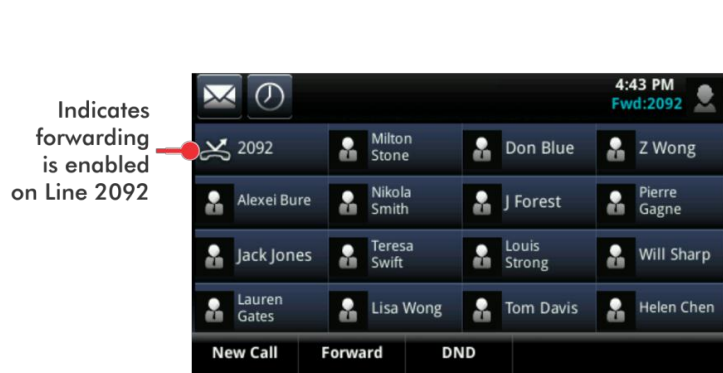 Indicates
forwarding
is enabled
on Line 2092
4:43 PM
Fwd:2092
2092
Milton
Stone
Don Blue
Z Wong
Alexei Bure
Nikola
Smith
J Forest
Pierre
Gagne
Jack Jones
Teresa
Swift
Louis
Strong
Will Sharp
Lauren
Gates
Lisa Wong
Tom Davis
Helen Chen
New Call
Forward
DND